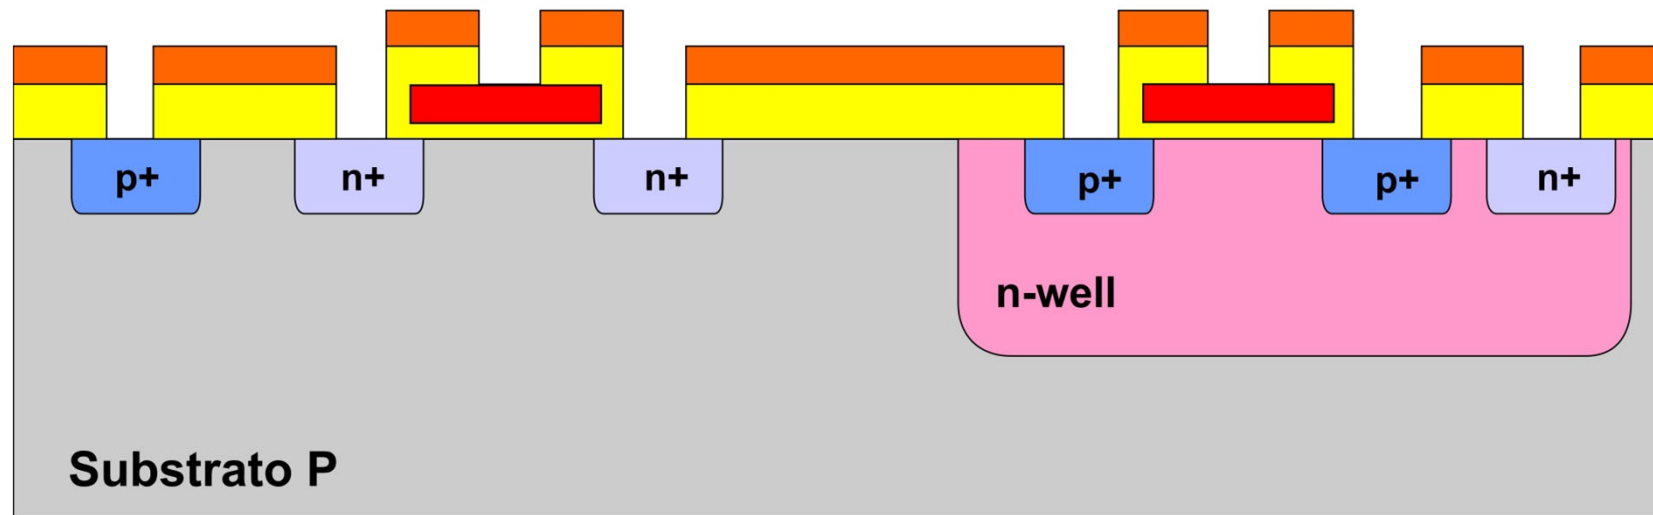 p+
n+
n+
p+
p+
n+
n-well
Substrato P